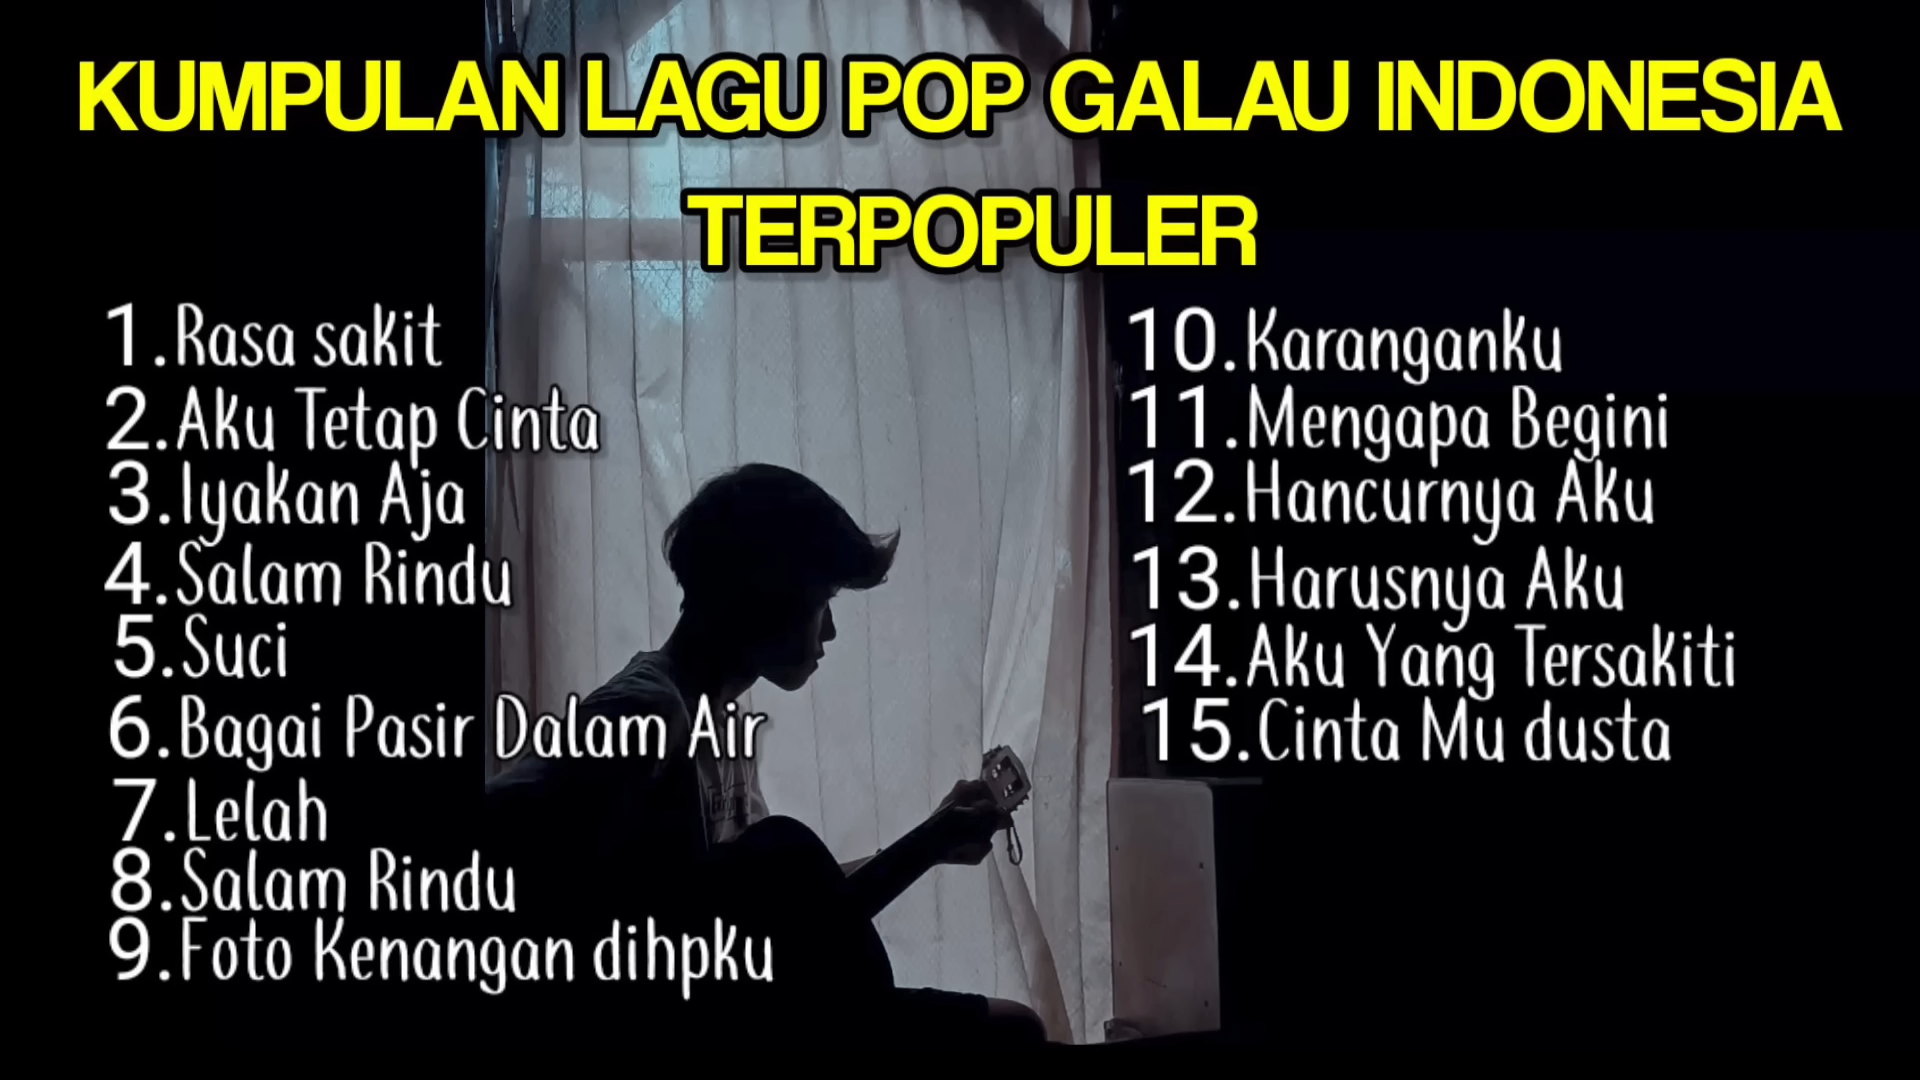 KUMPULAN LAGU POP GALAU INDONESIA
TERPOPULER
1.Rasa sakit
2.Aku Tetap Cinta
3.Iyakan Aja
4.Salam Rindu
5.Suci
6.Bagai Pasir Dalam Air
7.Lelah
8.Salam Rindu
9.Foto Kenangan dihpku
10.Karanganku
11.Mengapa Begini
12.Hancurnya Aku
13.Harusnya Aku
14.Aku Yang Tersakiti
15.Cinta Mu dusta